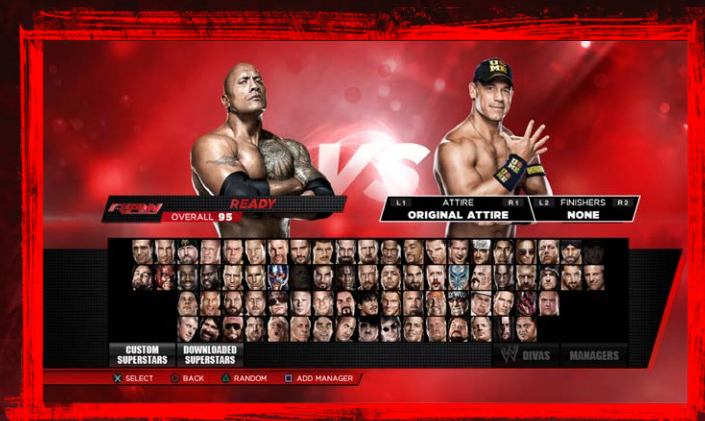 VS
RAW
READY
OVERALL 95
L1 ATTIRE R1
ORIGINAL ATTIRE
L2 FINISHERS R2
NONE
CUSTOM
SUPERSTARS
DOWNLOADED
SUPERSTARS
DIVAS
MANAGERS
SELECT
BACK
RANDOM
ADD MANAGER